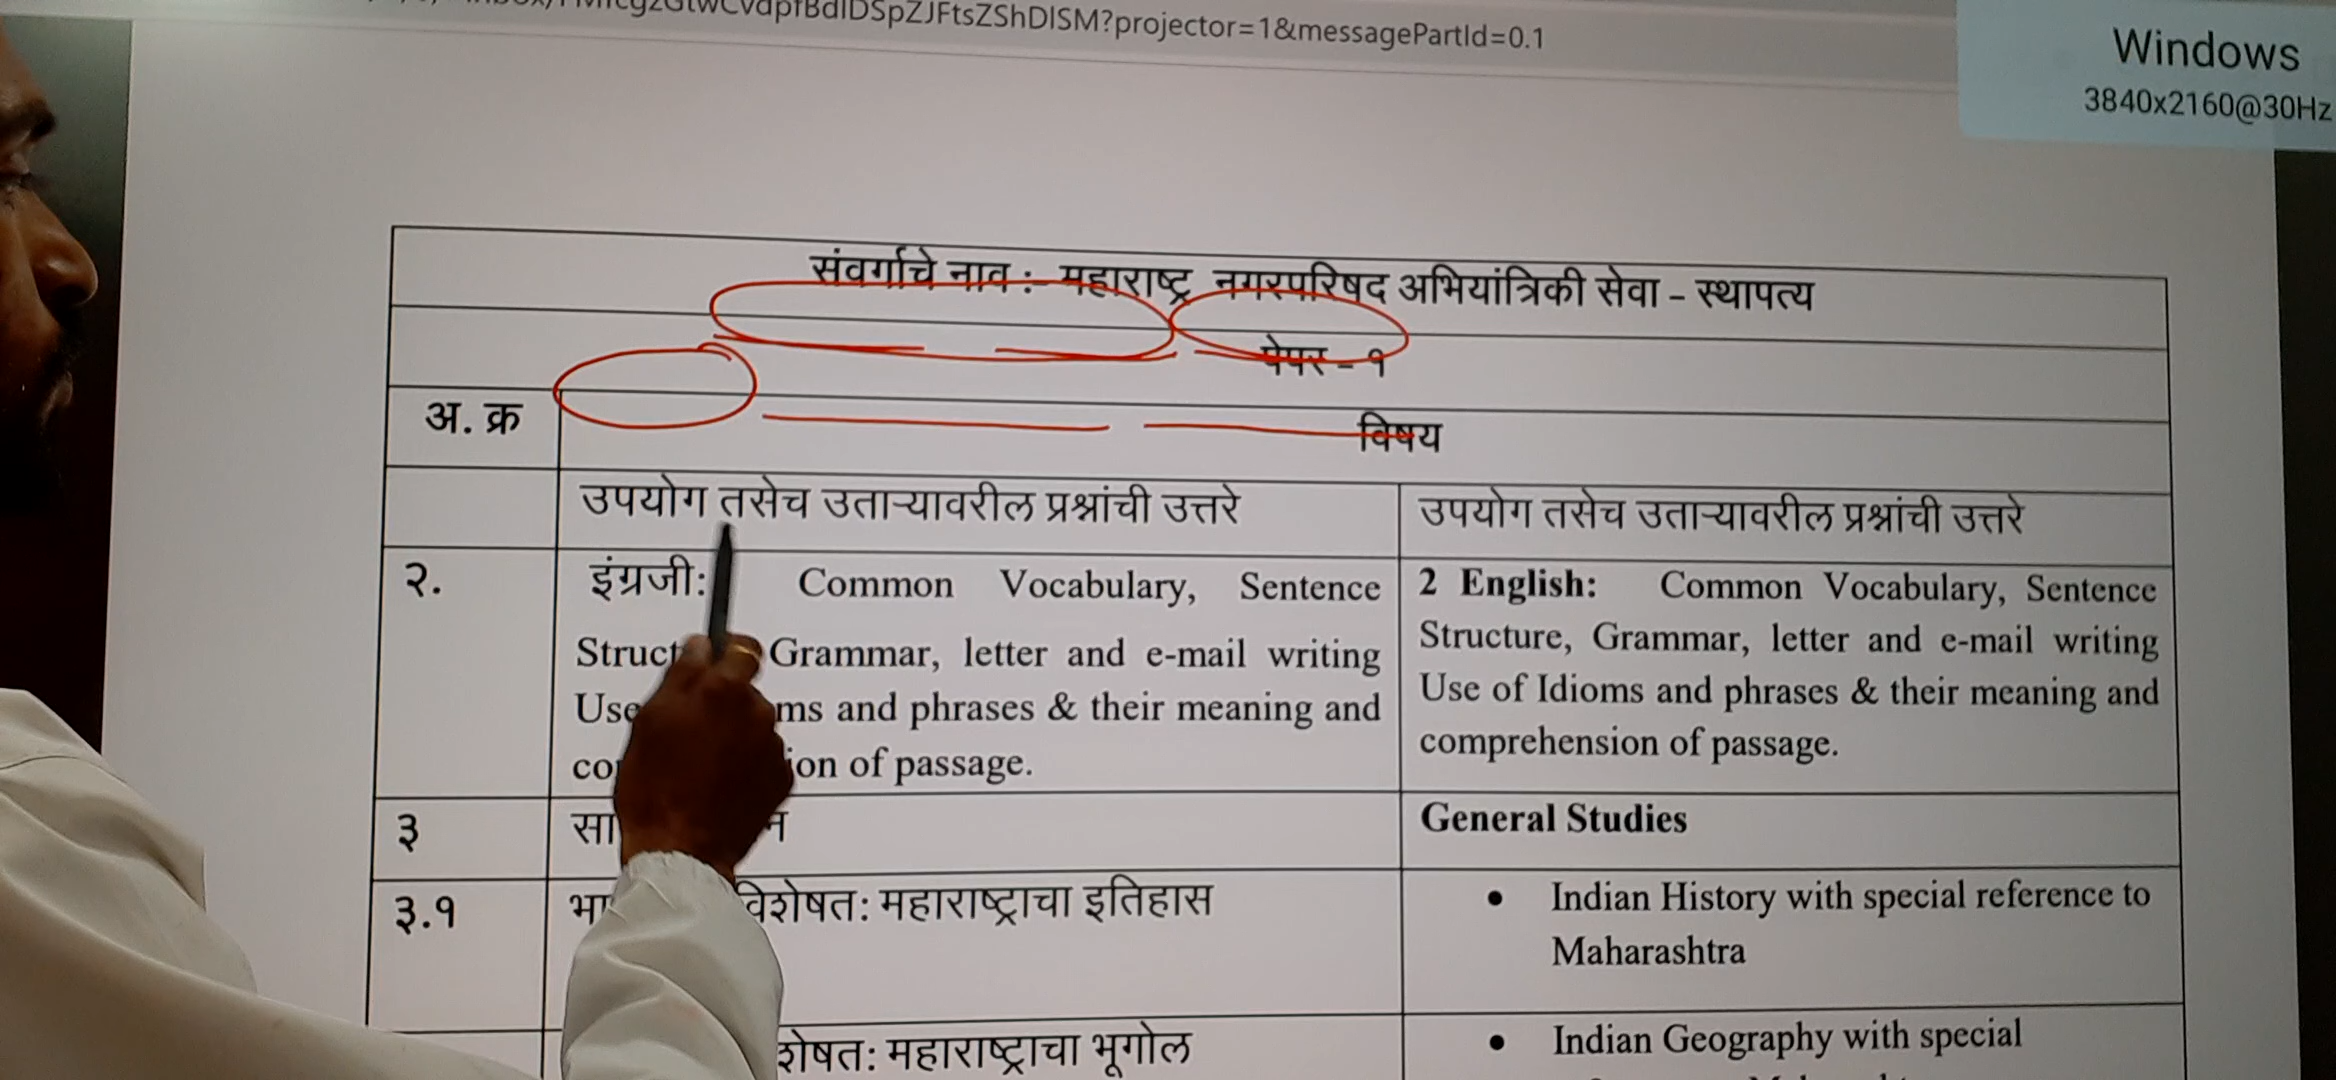 ?projector=1&messagePartId=0.1
Windows
3840x2160@30Hz
संवर्गाचे नाव :- महाराष्ट्र नगरपरिषद अभियांत्रिकी सेवा - स्थापत्य
पेपर - १
अ. क्र विषय
उपयोग तसेच उताऱ्यावरील प्रश्नांची उत्तरे
उपयोग तसेच उताऱ्यावरील प्रश्नांची उत्तरे
२.
इंग्रजी: Common Vocabulary, Sentence
Grammar, letter and e-mail writing
and phrases & their meaning and
of passage.
2 English: Common Vocabulary, Sentence
Structure, Grammar, letter and e-mail writing
Use of Idioms and phrases & their meaning and
comprehension of passage.
३
General Studies
३.१
विशेषत: महाराष्ट्राचा इतिहास
• Indian History with special reference to
Maharashtra
महाराष्ट्राचा भूगोल
• Indian Geography with special